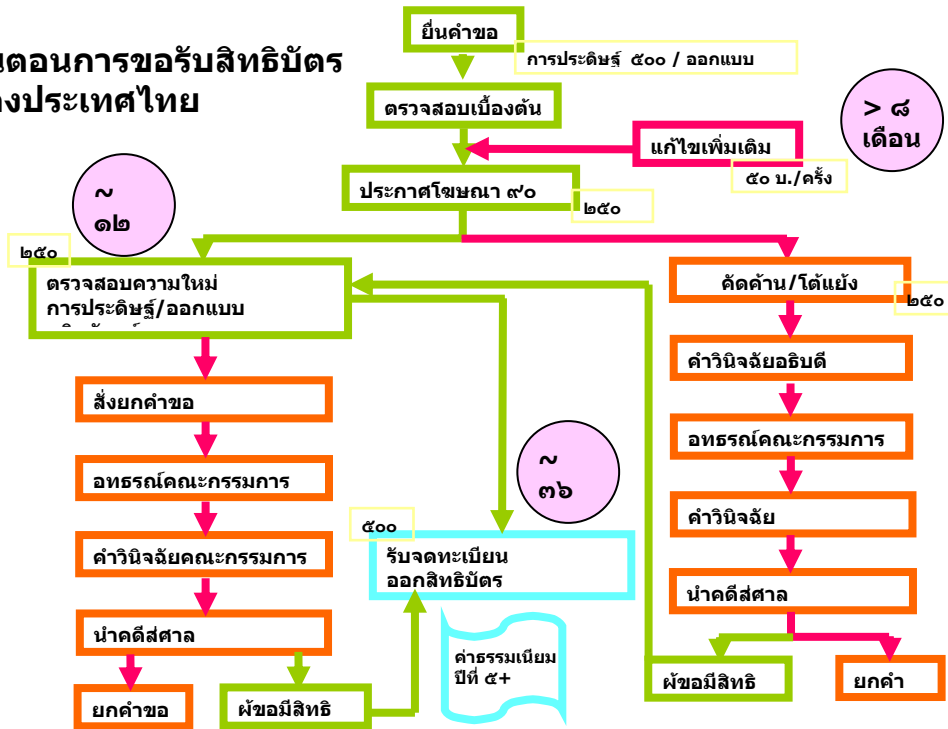 ยื่นคำขอ
การประดิษฐ์ ๕๐๐ / ออกแบบ
นตอนการขอรับสิทธิบัตร
งประเทศไทย
ตรวจสอบเบื้องต้น
> ๘
เดือน
แก้ไขเพิ่มเติม
๕๐ บ./ครั้ง
ประกาศโฆษณา ๙๐
๒๕๐
~
๑๒
๒๕๐
ตรวจสอบความใหม่
การประดิษฐ์/ออกแบบ
คัดค้าน/โต้แย้ง
๒๕๐
คำวินิจฉัยอธิบดี
สั่งยกคำขอ
อทธรณ์คณะกรรมการ
~
๓๖
อทธรณ์คณะกรรมการ
คำวินิจฉัย
๕๐๐
คำวินิจฉัยคณะกรรมการ
รับจดทะเบียน
ออกสิทธิบัตร
นำคดีส่ศาล
นำคดีส่ศาล
ค่าธรรมเนียม
ปีที่ ๕+
ผ้ขอมีสิทธิ
ยกคำ
ยกคำขอ
ผ้ขอมีสิทธิ